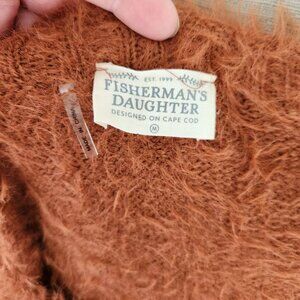 EST. 1999
FISHERMAN'S
DAUGHTER
DESIGNED ON CAPE COD
M